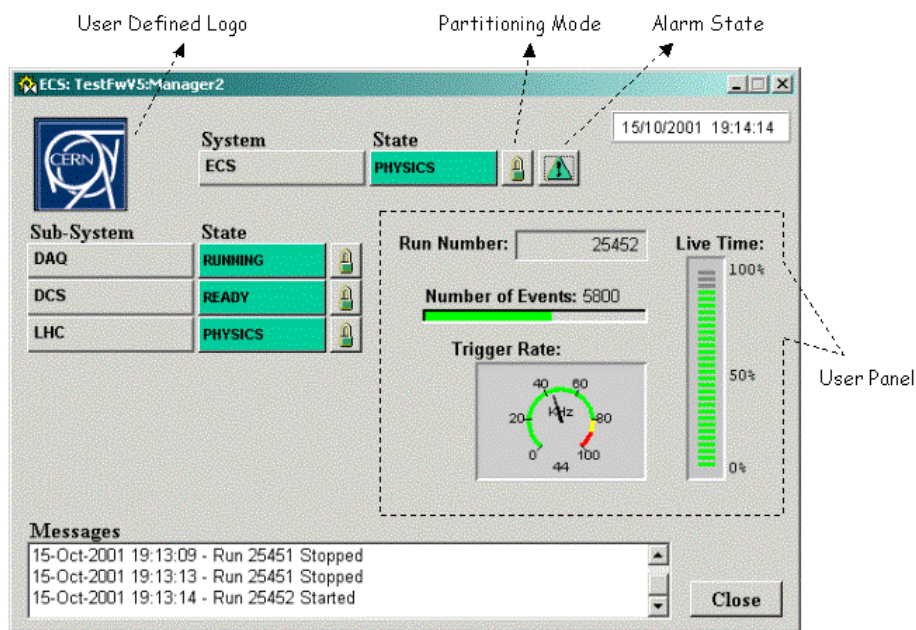 User Defined Logo
Partitioning Mode
Alarm State
ECS: TestFwV5:Manager2
15/10/2001 19:14:14
CERN
System
State
ECS
PHYSICS
Sub-System
State
DAQ
RUNNING
DCS
READY
LHC
PHYSICS
Run Number:
25452
Live Time:
100%
50%
0%
Number of Events: 5800
Trigger Rate:
40
60
20
KHz
80
0
100
44
User Panel
Messages
15-Oct-2001 19:13:09 - Run 25451 Stopped
15-Oct-2001 19:13:13 - Run 25451 Stopped
15-Oct-2001 19:13:14 - Run 25452 Started
Close